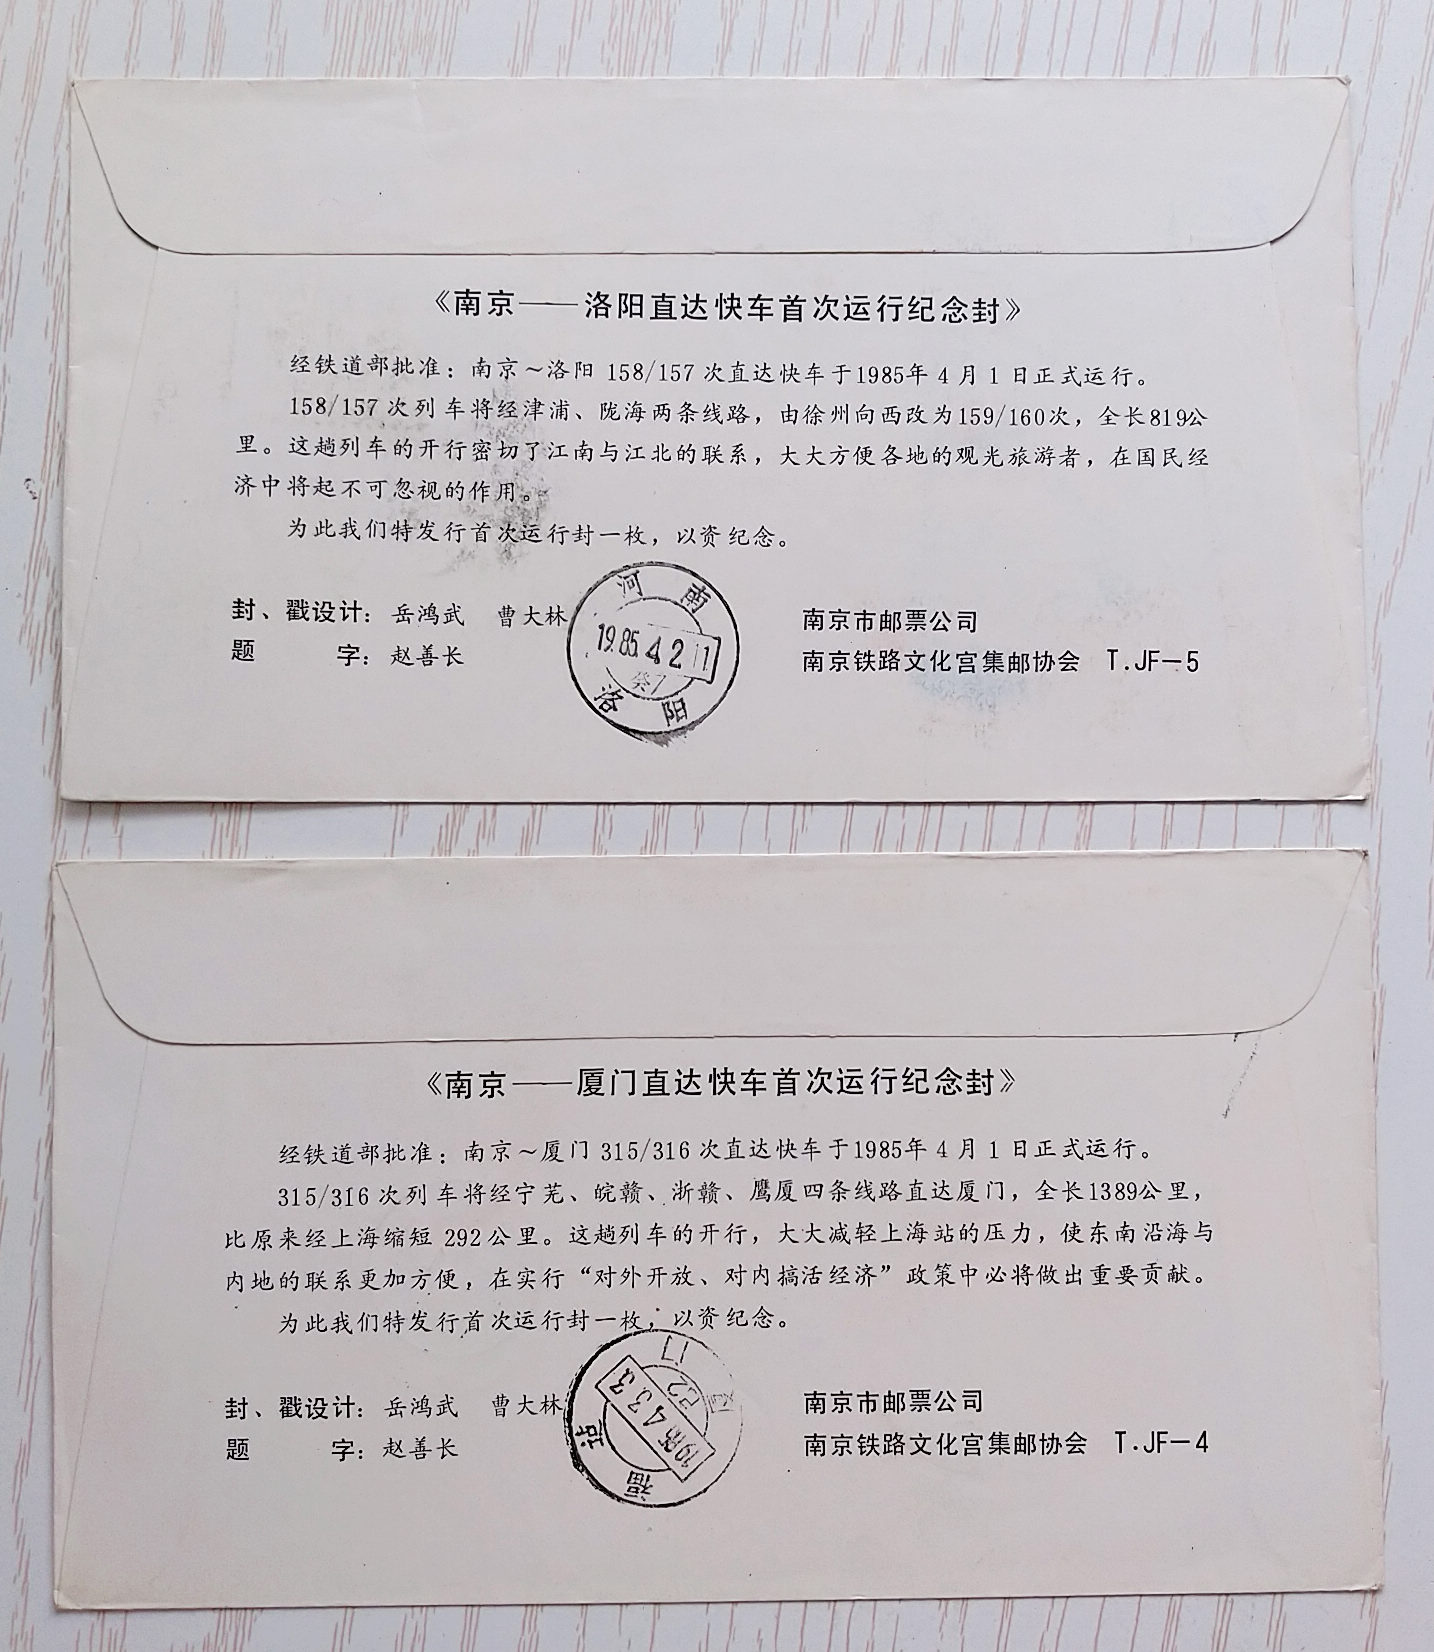 《南京——洛阳直达快车首次运行纪念封》
经铁道部批准：南京～洛阳 158/157 次直达快车于1985年 4 月 1 日正式运行。
158/157 次列车将经津浦、陇海两条线路，由徐州向西改为159/160次，全长819公
里。这趟列车的开行密切了江南与江北的联系，大大方便各地的观光旅游者，在国民经
济中将起不可忽视的作用。
为此我们特发行首次运行封一枚，以资纪念。
封、戳设计：岳鸿武 曹大林
题 字：赵善长
河南
1985.4.2 11
洛阳
南京市邮票公司
南京铁路文化宫集邮协会 T.JF—5
《南京——厦门直达快车首次运行纪念封》
经铁道部批准：南京～厦门 315/316 次直达快车于1985年 4 月 1 日正式运行。
315/316 次列车将经宁芜、皖赣、浙赣、鹰厦四条线路直达厦门，全长1389公里，
比原来经上海缩短 292 公里。这趟列车的开行，大大减轻上海站的压力，使东南沿海与
内地的联系更加方便，在实行“对外开放、对内搞活经济”政策中必将做出重要贡献。
为此我们特发行首次运行封一枚，以资纪念。
封、戳设计：岳鸿武 曹大林
题 字：赵善长
福
门
站
1985.4.3.3
南京市邮票公司
南京铁路文化宫集邮协会 T.JF—4